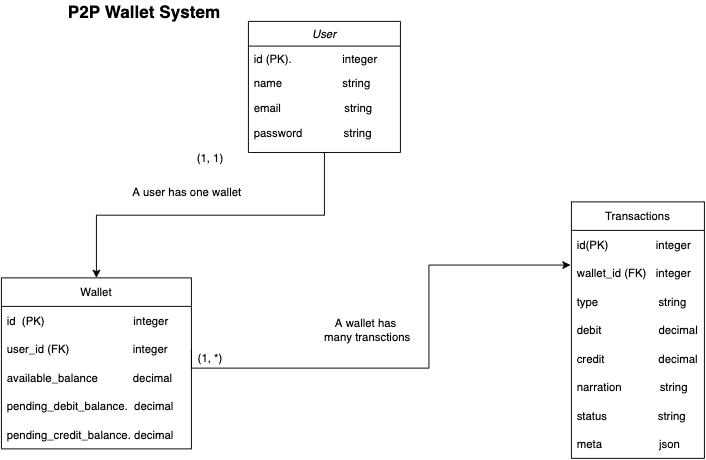 P2P Wallet System
User
id (PK). integer
name string
email string
password string
(1, 1)
A user has one wallet
Wallet
id (PK) integer
user_id (FK) integer
available_balance decimal
pending_debit_balance. decimal
pending_credit_balance. decimal
(1, *)
A wallet has
many transctions
Transactions
id(PK) integer
wallet_id (FK) integer
type string
debit decimal
credit decimal
narration string
status string
meta json